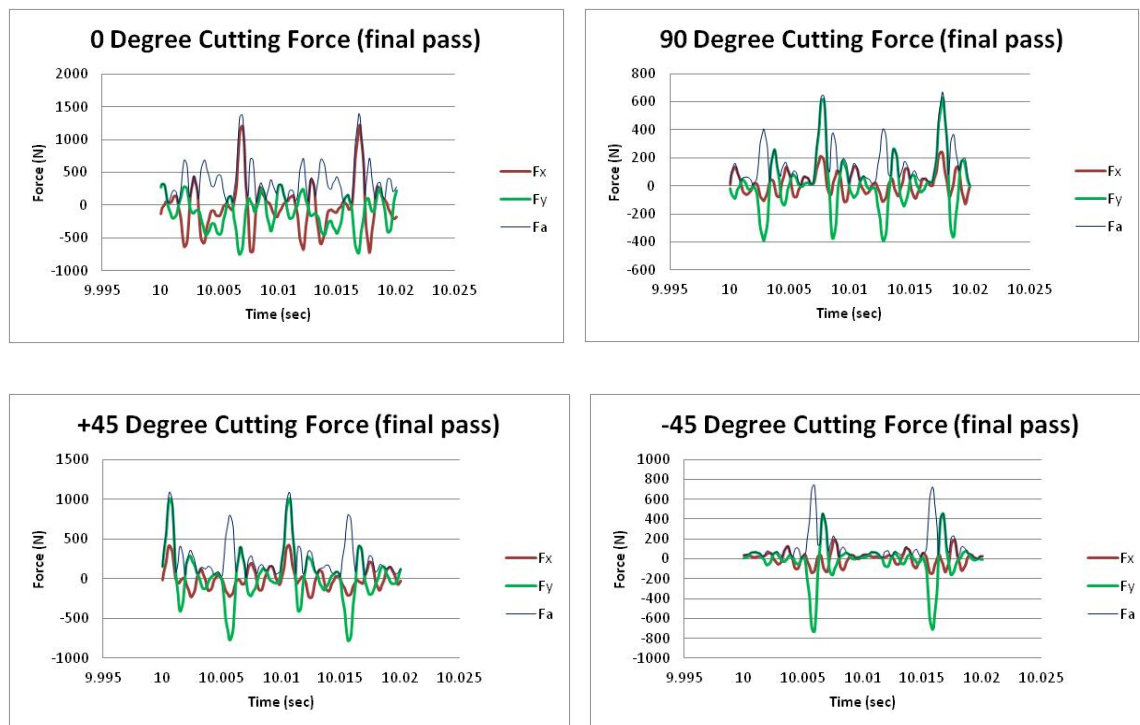 0 Degree Cutting Force (final pass)
2000
1500
1000
500
0
-500
-1000
Force (N)
9.995 10 10.005 10.01 10.015 10.02 10.025
Time (sec)
Fx
Fy
Fa
90 Degree Cutting Force (final pass)
800
600
400
200
0
-200
-400
-600
Force (N)
9.995 10 10.005 10.01 10.015 10.02 10.025
Time (sec)
Fx
Fy
Fa
+45 Degree Cutting Force (final pass)
1500
1000
500
0
-500
-1000
Force (N)
9.995 10 10.005 10.01 10.015 10.02 10.025
Time (sec)
Fx
Fy
Fa
-45 Degree Cutting Force (final pass)
1000
800
600
400
200
0
-200
-400
-600
-800
-1000
Force (N)
9.995 10 10.005 10.01 10.015 10.02 10.025
Time (sec)
Fx
Fy
Fa